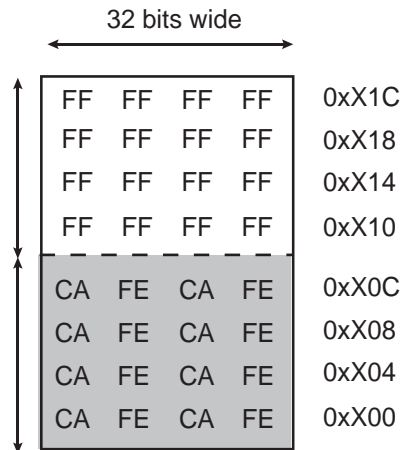 32 bits wide
FF FF FF FF 0xX1C
FF FF FF FF 0xX18
FF FF FF FF 0xX14
FF FF FF FF 0xX10
CA FE CA FE 0xX0C
CA FE CA FE 0xX08
CA FE CA FE 0xX04
CA FE CA FE 0xX00